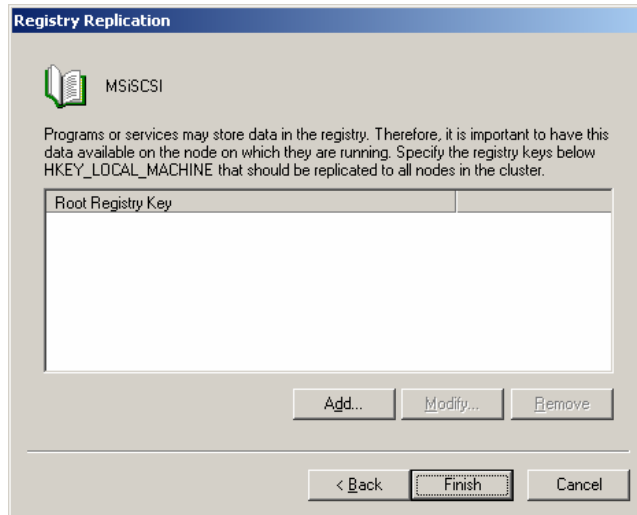 Registry Replication
MSiSCSI
Programs or services may store data in the registry. Therefore, it is important to have this
data available on the node on which they are running. Specify the registry keys below
HKEY_LOCAL_MACHINE that should be replicated to all nodes in the cluster.
Root Registry Key
Add... Modify... Remove
< Back Finish Cancel